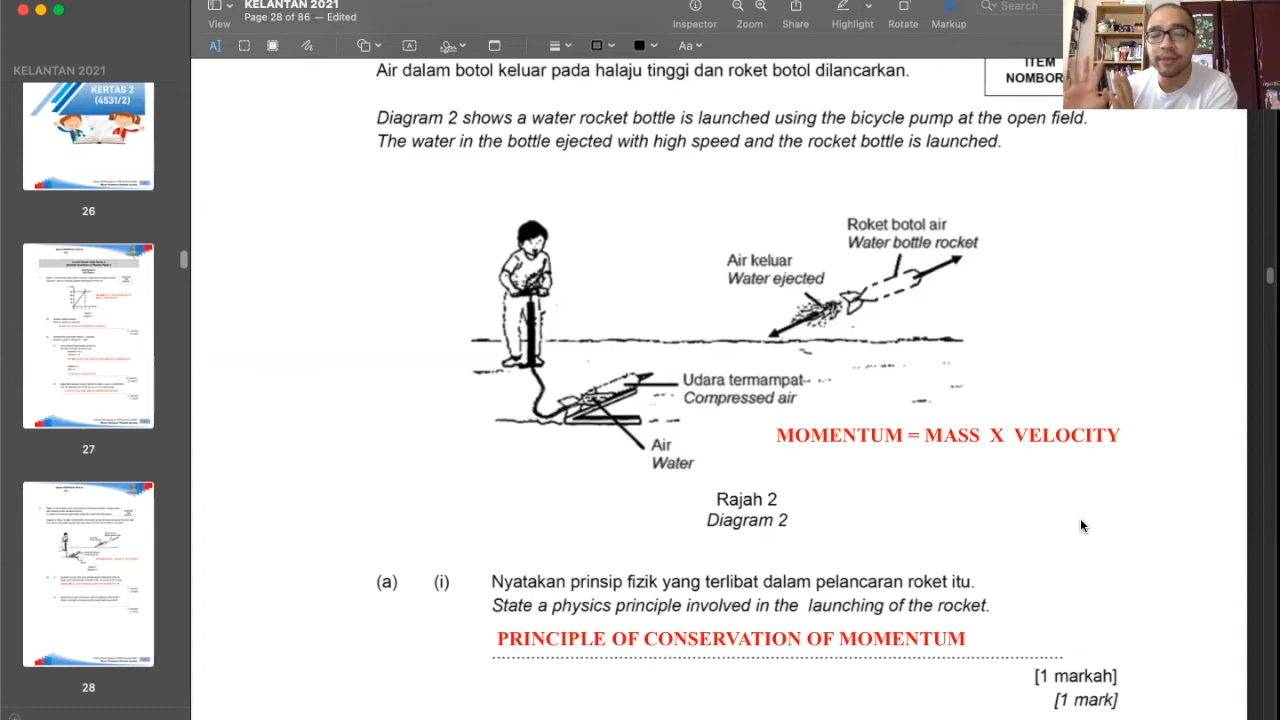 KELANTAN 2021
Page 28 of 86 — Edited
View
Inspector
Zoom
Share
Highlight
Rotate
Markup
Search
KELANTAN 2021
KERTAS 2
(4531/2)
26
27
28
Air dalam botol keluar pada halaju tinggi dan roket botol dilancarkan.
ITEM
NOMBOR
Diagram 2 shows a water rocket bottle is launched using the bicycle pump at the open field.
The water in the bottle ejected with high speed and the rocket bottle is launched.
Roket botol air
Water bottle rocket
Air keluar
Water ejected
Udara termampat
Compressed air
MOMENTUM = MASS X VELOCITY
Air
Water
Rajah 2
Diagram 2
(a) (i) Nyatakan prinsip fizik yang terlibat dalam pelancaran roket itu.
State a physics principle involved in the launching of the rocket.
PRINCIPLE OF CONSERVATION OF MOMENTUM
[1 markah]
[1 mark]